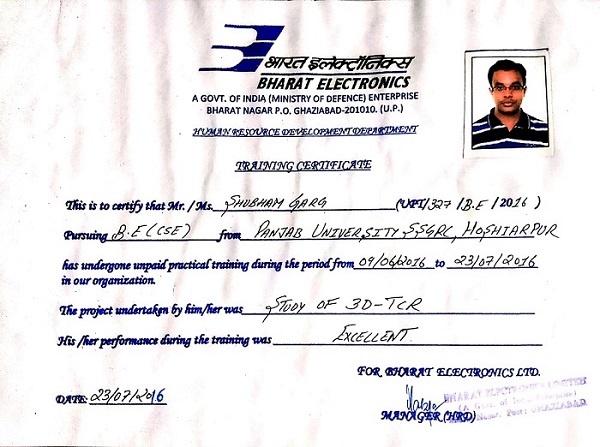 भारत इलेक्ट्रॉनिक्स
BHARAT ELECTRONICS
A GOVT. OF INDIA (MINISTRY OF DEFENCE) ENTERPRISE
BHARAT NAGAR P.O. GHAZIABAD-201010. (U.P.)
HUMAN RESOURCE DEVELOPMENT DEPARTMENT
TRAINING CERTIFICATE
This is to certify that Mr. / Ms. SHUBHAM GARG (UPT/327/B.E/2016)
Pursuing B.E(CSE) from PANJAB UNIVERSITY SSGRC, HOSHIARPUR
has undergone unpaid practical training during the period from 09/06/2016 to 23/07/2016
in our organization.
The project undertaken by him/her was STUDY OF 3D-TCR
His /her performance during the training was EXCELLENT.
FOR BHARAT ELECTRONICS LTD.
DATE: 23/07/2016
BHARAT ELECTRONICS LIMITED
MANAGER (HRD)